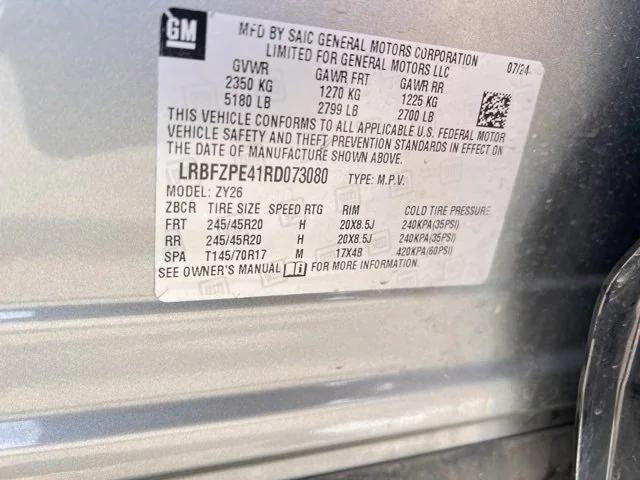 GM
MFD BY SAIC GENERAL MOTORS CORPORATION
LIMITED FOR GENERAL MOTORS LLC
07/24
GVWR GAWR FRT GAWR RR
2350 KG 1270 KG 1225 KG
5180 LB 2799 LB 2700 LB
THIS VEHICLE CONFORMS TO ALL APPLICABLE U.S. FEDERAL MOTOR
VEHICLE SAFETY AND THEFT PREVENTION STANDARDS IN EFFECT ON
THE DATE OF MANUFACTURE SHOWN ABOVE.
LRBFZPE41RD073080 TYPE: M.P.V.
MODEL: ZY26
ZBCR TIRE SIZE SPEED RTG RIM COLD TIRE PRESSURE
FRT 245/45R20 H 20X8.5J 240KPA(35PSI)
RR 245/45R20 H 20X8.5J 240KPA(35PSI)
SPA T145/70R17 M 17X4B 420KPA(60PSI)
SEE OWNER'S MANUAL FOR MORE INFORMATION.